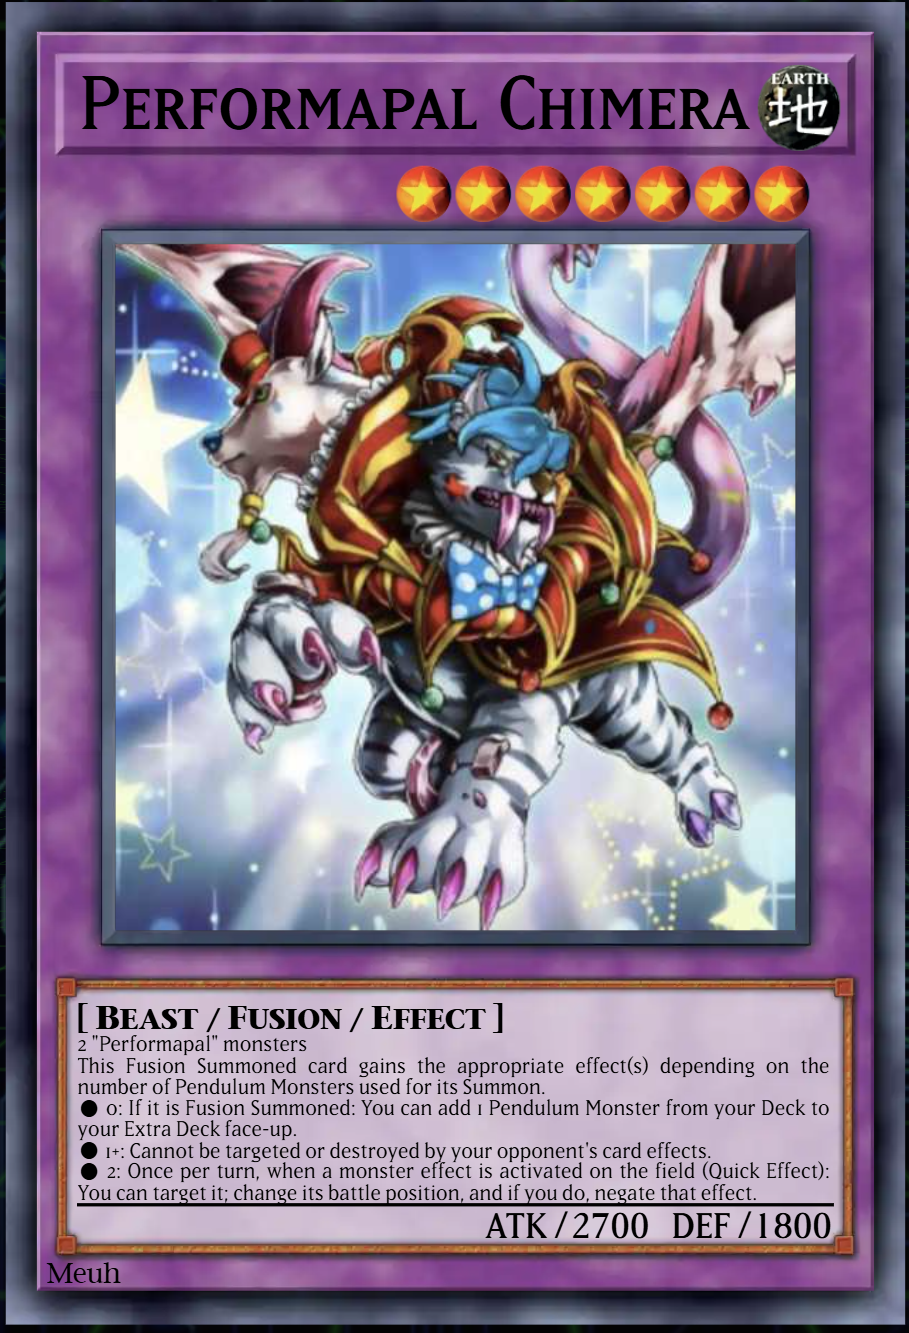 Performapal Chimera
EARTH
地
[ Beast / Fusion / Effect ]
2 "Performapal" monsters
This Fusion Summoned card gains the appropriate effect(s) depending on the
number of Pendulum Monsters used for its Summon.
● 0: If it is Fusion Summoned: You can add 1 Pendulum Monster from your Deck to
your Extra Deck face-up.
● 1+: Cannot be targeted or destroyed by your opponent's card effects.
● 2: Once per turn, when a monster effect is activated on the field (Quick Effect):
You can target it; change its battle position, and if you do, negate that effect.
ATK/2700 DEF/1800
Meuh